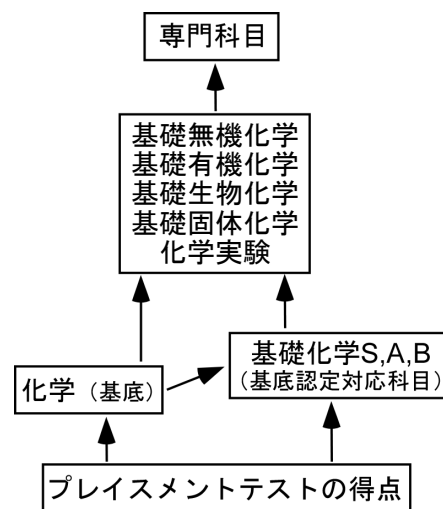 専門科目
基礎無機化学
基礎有機化学
基礎生物化学
基礎固体化学
化学実験
基礎化学S,A,B
(基底認定対応科目)
化学(基底)
プレイスメントテストの得点